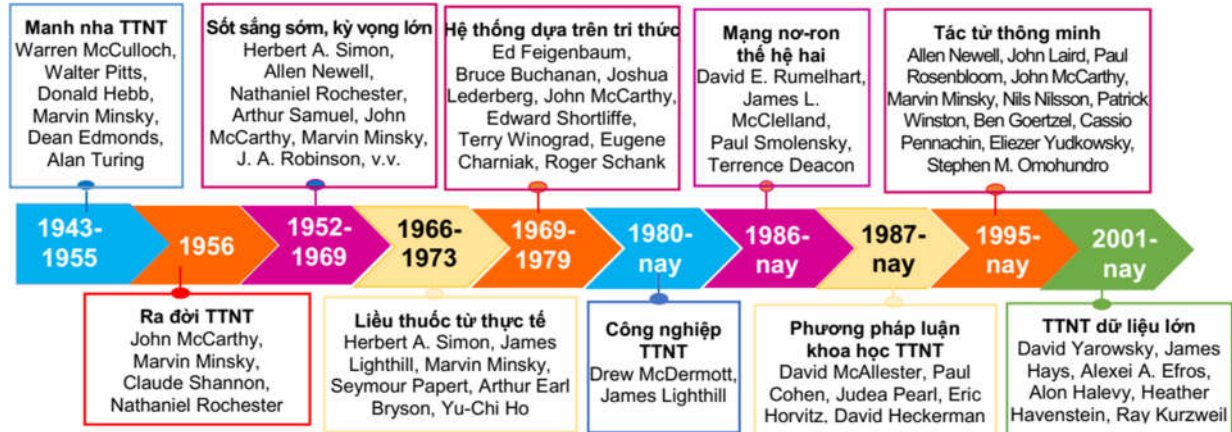 Manh nha TTNT
Warren McCulloch,
Walter Pitts,
Donald Hebb,
Marvin Minsky,
Dean Edmonds,
Alan Turing
Sốt sắng sớm, kỳ vọng lớn
Herbert A. Simon,
Allen Newell,
Nathaniel Rochester,
Arthur Samuel, John
McCarthy, Marvin Minsky,
J. A. Robinson, v.v.
Hệ thống dựa trên tri thức
Ed Feigenbaum,
Bruce Buchanan, Joshua
Lederberg, John McCarthy,
Edward Shortliffe,
Terry Winograd, Eugene
Charniak, Roger Schank
Mạng nơ-ron
thế hệ hai
David E. Rumelhart,
James L.
McClelland,
Paul Smolensky,
Terrence Deacon
Tác tử thông minh
Allen Newell, John Laird, Paul
Rosenbloom, John McCarthy,
Marvin Minsky, Nils Nilsson, Patrick
Winston, Ben Goertzel, Cassio
Pennachin, Eliezer Yudkowsky,
Stephen M. Omohundro
1943-
1955
1956
1952-
1969
1966-
1973
1969-
1979
1980-
nay
1986-
nay
1987-
nay
1995-
nay
2001-
nay
Ra đời TTNT
John McCarthy,
Marvin Minsky,
Claude Shannon,
Nathaniel Rochester
Liều thuốc từ thực tế
Herbert A. Simon, James
Lighthill, Marvin Minsky,
Seymour Papert, Arthur Earl
Bryson, Yu-Chi Ho
Công nghiệp
TTNT
Drew McDermott,
James Lighthill
Phương pháp luận
khoa học TTNT
David McAllester, Paul
Cohen, Judea Pearl, Eric
Horvitz, David Heckerman
TTNT dữ liệu lớn
David Yarowsky, James
Hays, Alexei A. Efros,
Alon Halevy, Heather
Havenstein, Ray Kurzweil